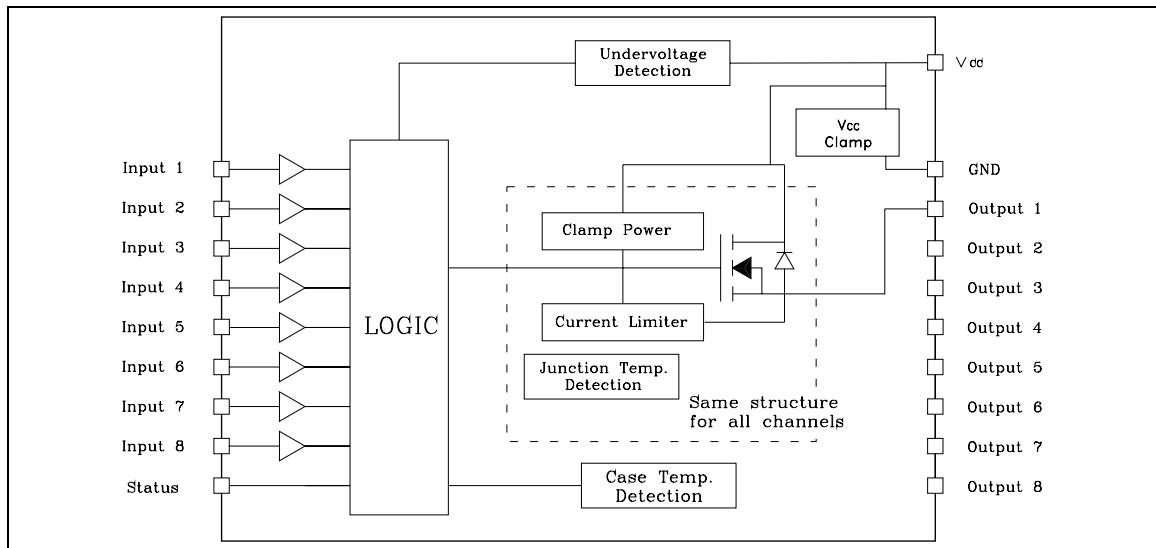 Undervoltage
Detection
Vdd
Vcc
Clamp
Input 1
GND
Input 2
Output 1
Clamp Power
Input 3
Output 2
Input 4
Output 3
Input 5
LOGIC
Current Limiter
Output 4
Input 6
Junction Temp.
Detection
Output 5
Input 7
Same structure
for all channels
Output 6
Input 8
Output 7
Status
Case Temp.
Detection
Output 8